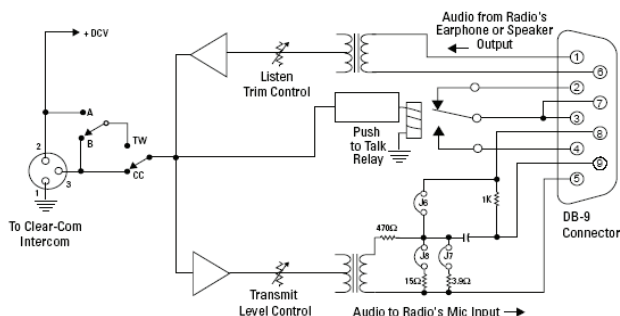 Audio from Radio's
Earphone or Speaker
Output
+ DCV
1
6
2
7
3
8
4
9
5
Listen
Trim Control
A
B
TW
CC
2
3
1
Push
to Talk
Relay
To Clear-Com
Intercom
J6
1K
470Ω
J8
J7
15Ω
3.9Ω
DB-9
Connector
Transmit
Level Control
Audio to Radio's Mic Input